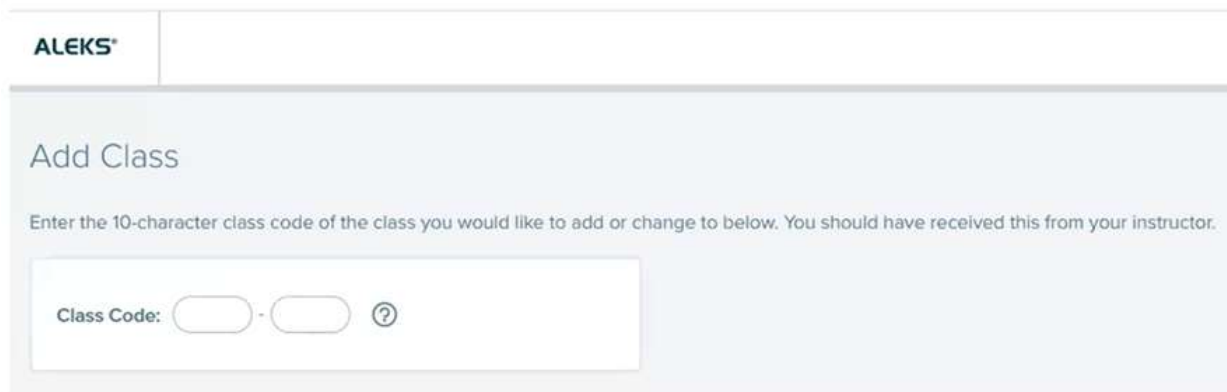 ALEKS®
Add Class
Enter the 10-character class code of the class you would like to add or change to below. You should have received this from your instructor.
Class Code: - ?